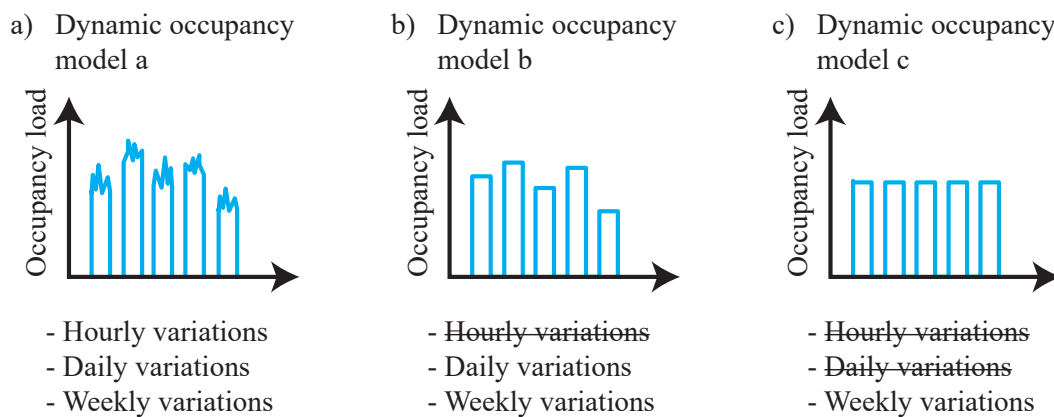 a) Dynamic occupancy
model a
Occupancy load
- Hourly variations
- Daily variations
- Weekly variations
b) Dynamic occupancy
model b
Occupancy load
- Hourly variations
- Daily variations
- Weekly variations
c) Dynamic occupancy
model c
Occupancy load
- Hourly variations
- Daily variations
- Weekly variations